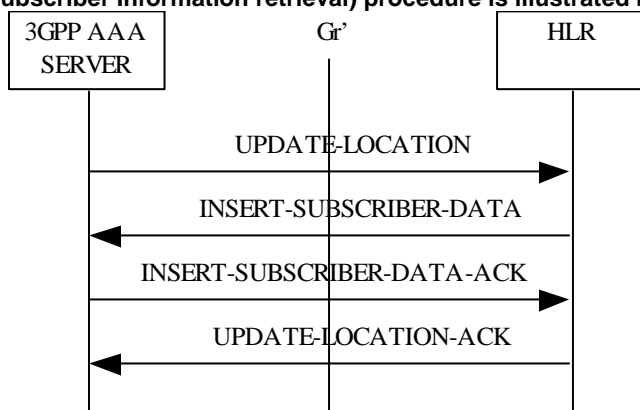 ubscriber information retrieval) procedure is illustrated
3GPP AAA
SERVER
Gr’
HLR
UPDATE-LOCATION
INSERT-SUBSCRIBER-DATA
INSERT-SUBSCRIBER-DATA-ACK
UPDATE-LOCATION-ACK